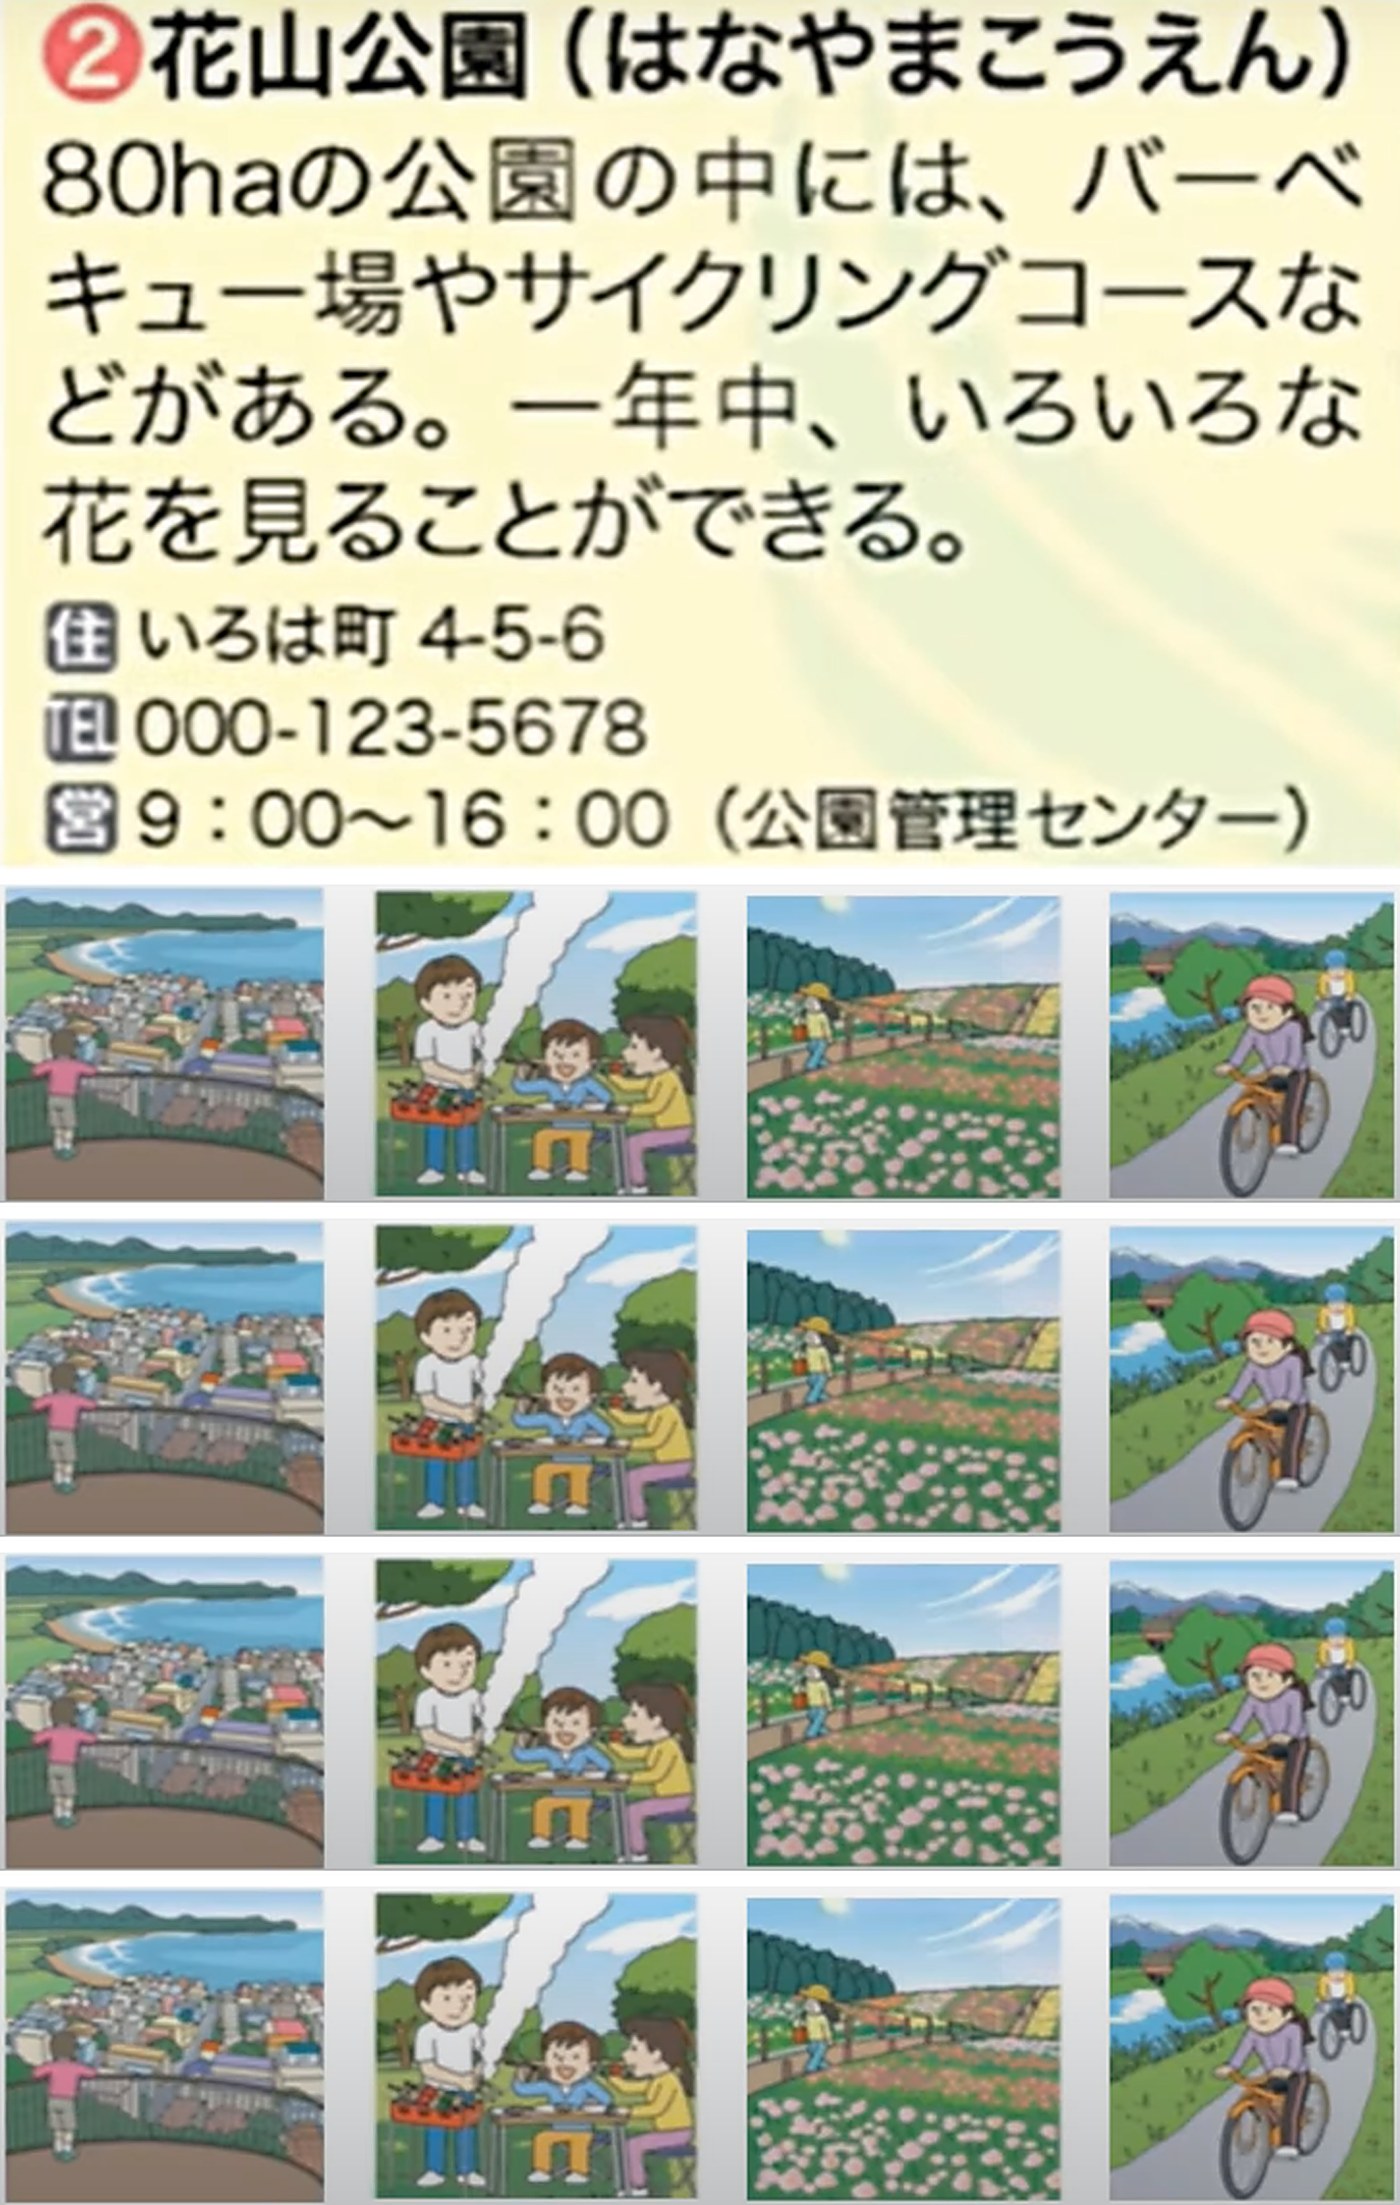 2花山公園（はなやまこうえん）
80haの公園の中には、バーベ
キュー場やサイクリングコースな
どがある。一年中、いろいろな
花を見ることができる。
住 いろは町 4-5-6
TEL 000-123-5678
営 9：00～16：00（公園管理センター）